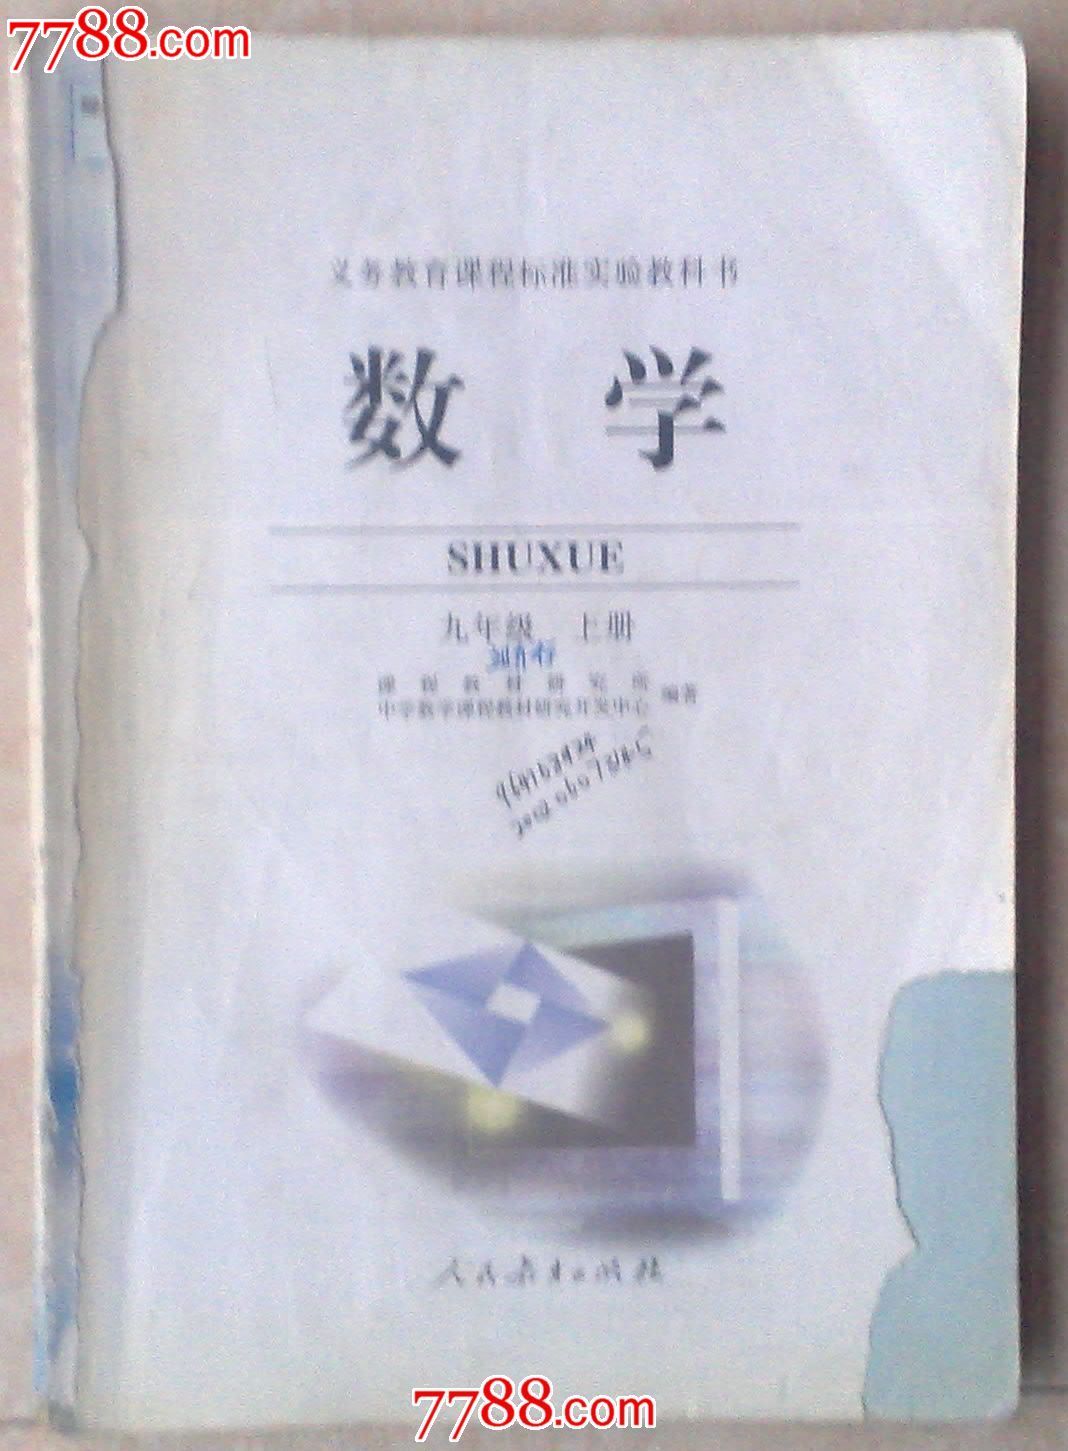 7788.com
义务教育课程标准实验教科书
数 学
SHUXUE
九年级 上册
课程教材研究所
中学数学课程教材研究开发中心
编著
人民教育出版社
7788.com